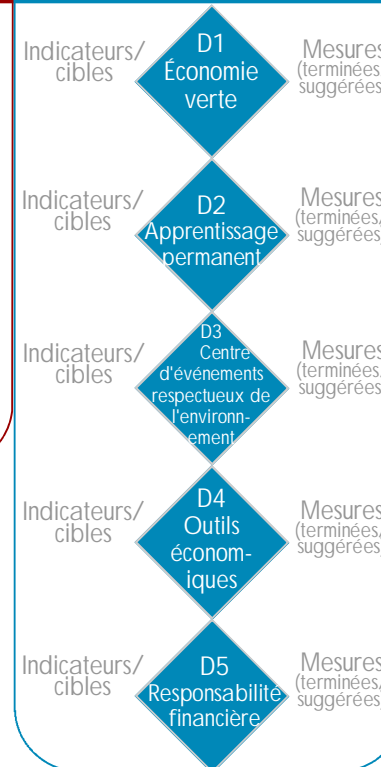 Indicateurs/
cibles
D1
Économie
verte
Mesures
(terminées/
suggérées)
Indicateurs/
cibles
D2
Apprentissage
permanent
Mesures
(terminées/
suggérées)
Indicateurs/
cibles
D3
Centre
d'événements
respectueux de
l'environn-
ement
Mesures
(terminées/
suggérées)
Indicateurs/
cibles
D4
Outils
économ-
iques
Mesures
(terminées/
suggérées)
Indicateurs/
cibles
D5
Responsabilité
financière
Mesures
(terminées/
suggérées)